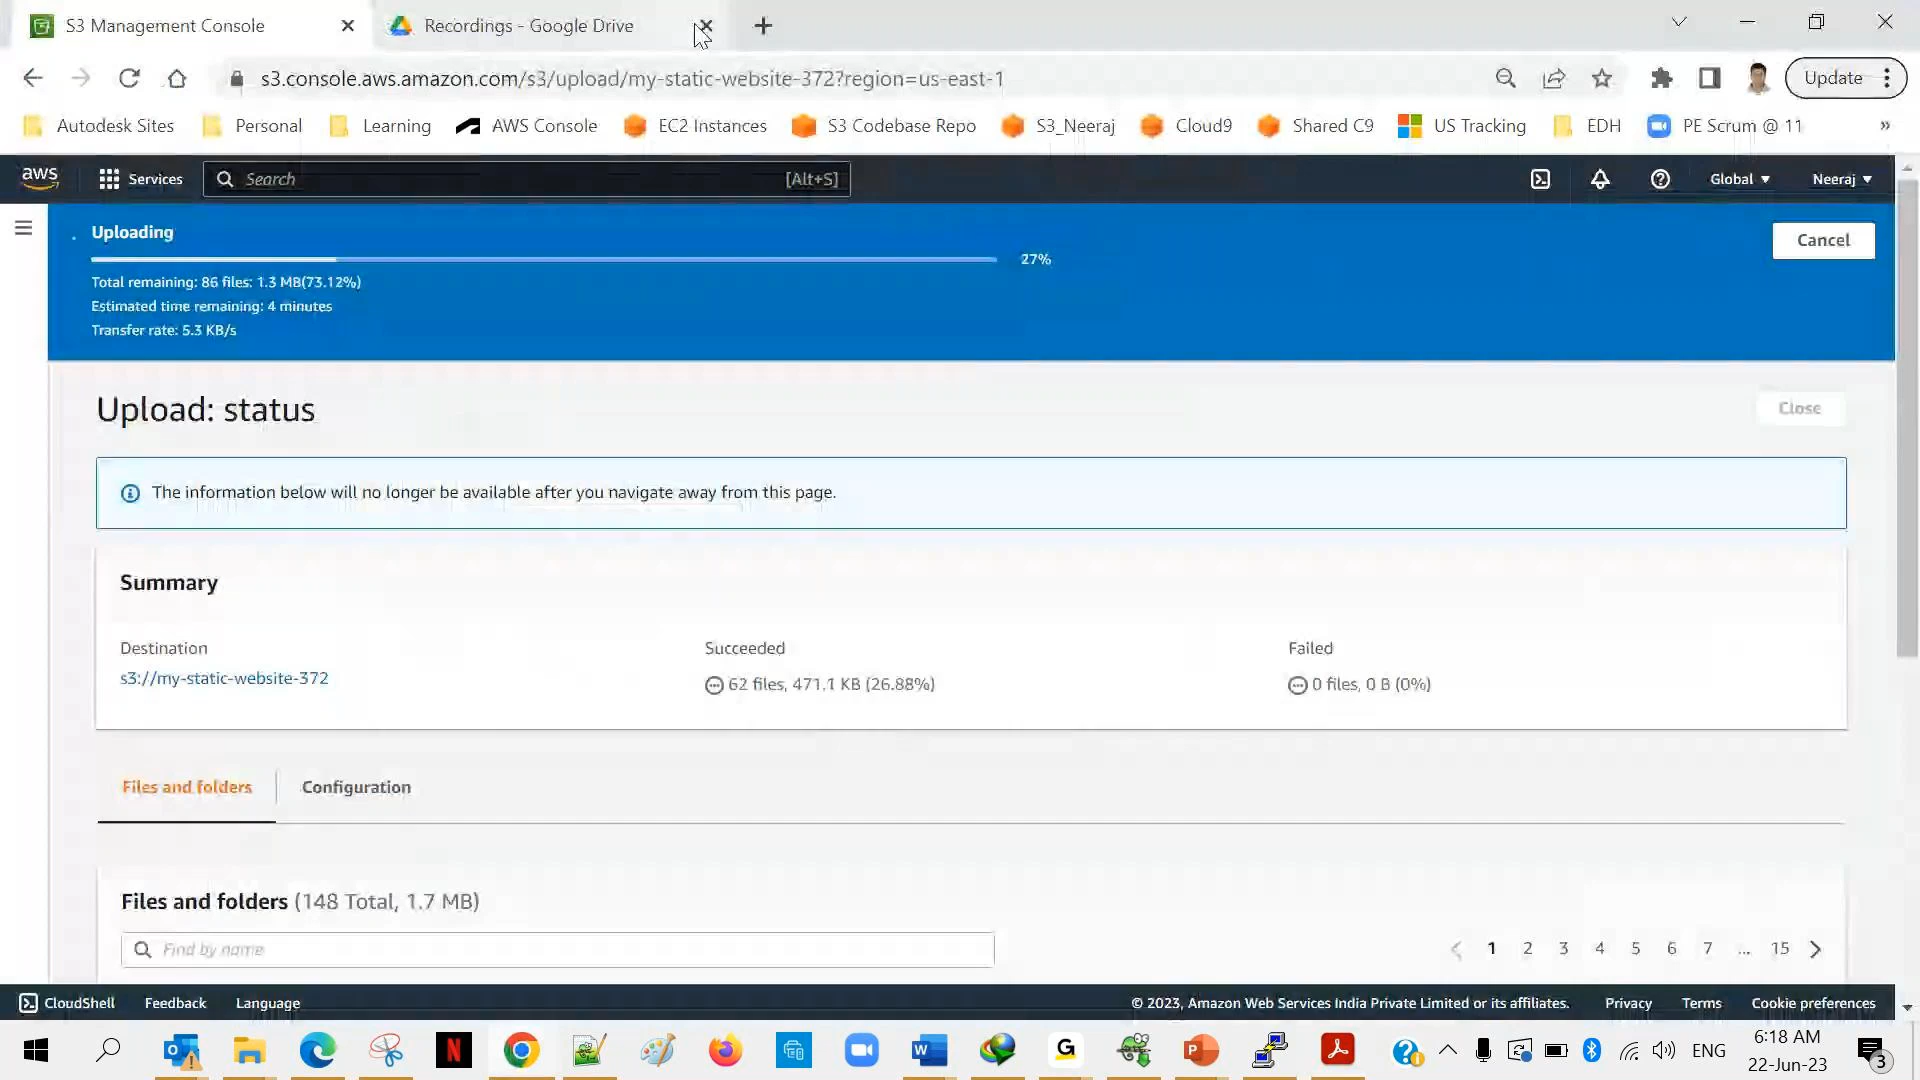 S3 Management Console
Recordings - Google Drive
s3.console.aws.amazon.com/s3/upload/my-static-website-372?region=us-east-1
Update
Autodesk Sites
Personal
Learning
AWS Console
EC2 Instances
S3 Codebase Repo
S3_Neeraj
Cloud9
Shared C9
US Tracking
EDH
PE Scrum @ 11
»
aws
Services
Search
[Alt+S]
Global
Neeraj
Uploading
27%
Cancel
Total remaining: 86 files: 1.3 MB(73.12%)
Estimated time remaining: 4 minutes
Transfer rate: 5.3 KB/s
Upload: status
Close
The information below will no longer be available after you navigate away from this page.
Summary
Destination
Succeeded
Failed
s3://my-static-website-372
62 files, 471.1 KB (26.88%)
0 files, 0 B (0%)
Files and folders
Configuration
Files and folders (148 Total, 1.7 MB)
Find by name
1 2 3 4 5 6 7 ... 15
CloudShell
Feedback
Language
© 2023, Amazon Web Services India Private Limited or its affiliates.
Privacy
Terms
Cookie preferences
N
W
G
P
ENG
6:18 AM
22-Jun-23
3